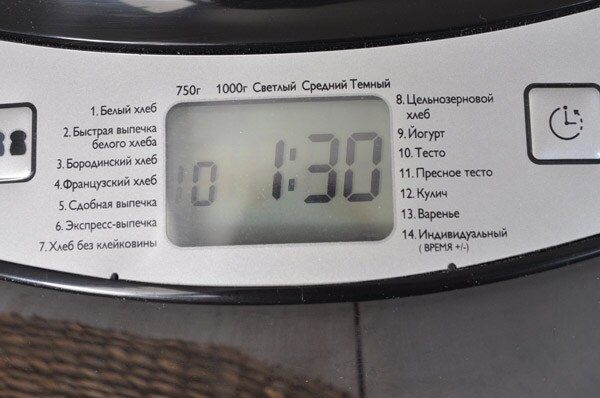 750г 1000г Светлый Средний Темный
1. Белый хлеб
2. Быстрая выпечка
белого хлеба
3. Бородинский хлеб
4. Французский хлеб
5. Сдобная выпечка
6. Экспресс-выпечка
7. Хлеб без клейковины
10 1:30
8. Цельнозерновой
хлеб
9. Йогурт
10. Тесто
11. Пресное тесто
12. Кулич
13. Варенье
14. Индивидуальный
( ВРЕМЯ +/-)